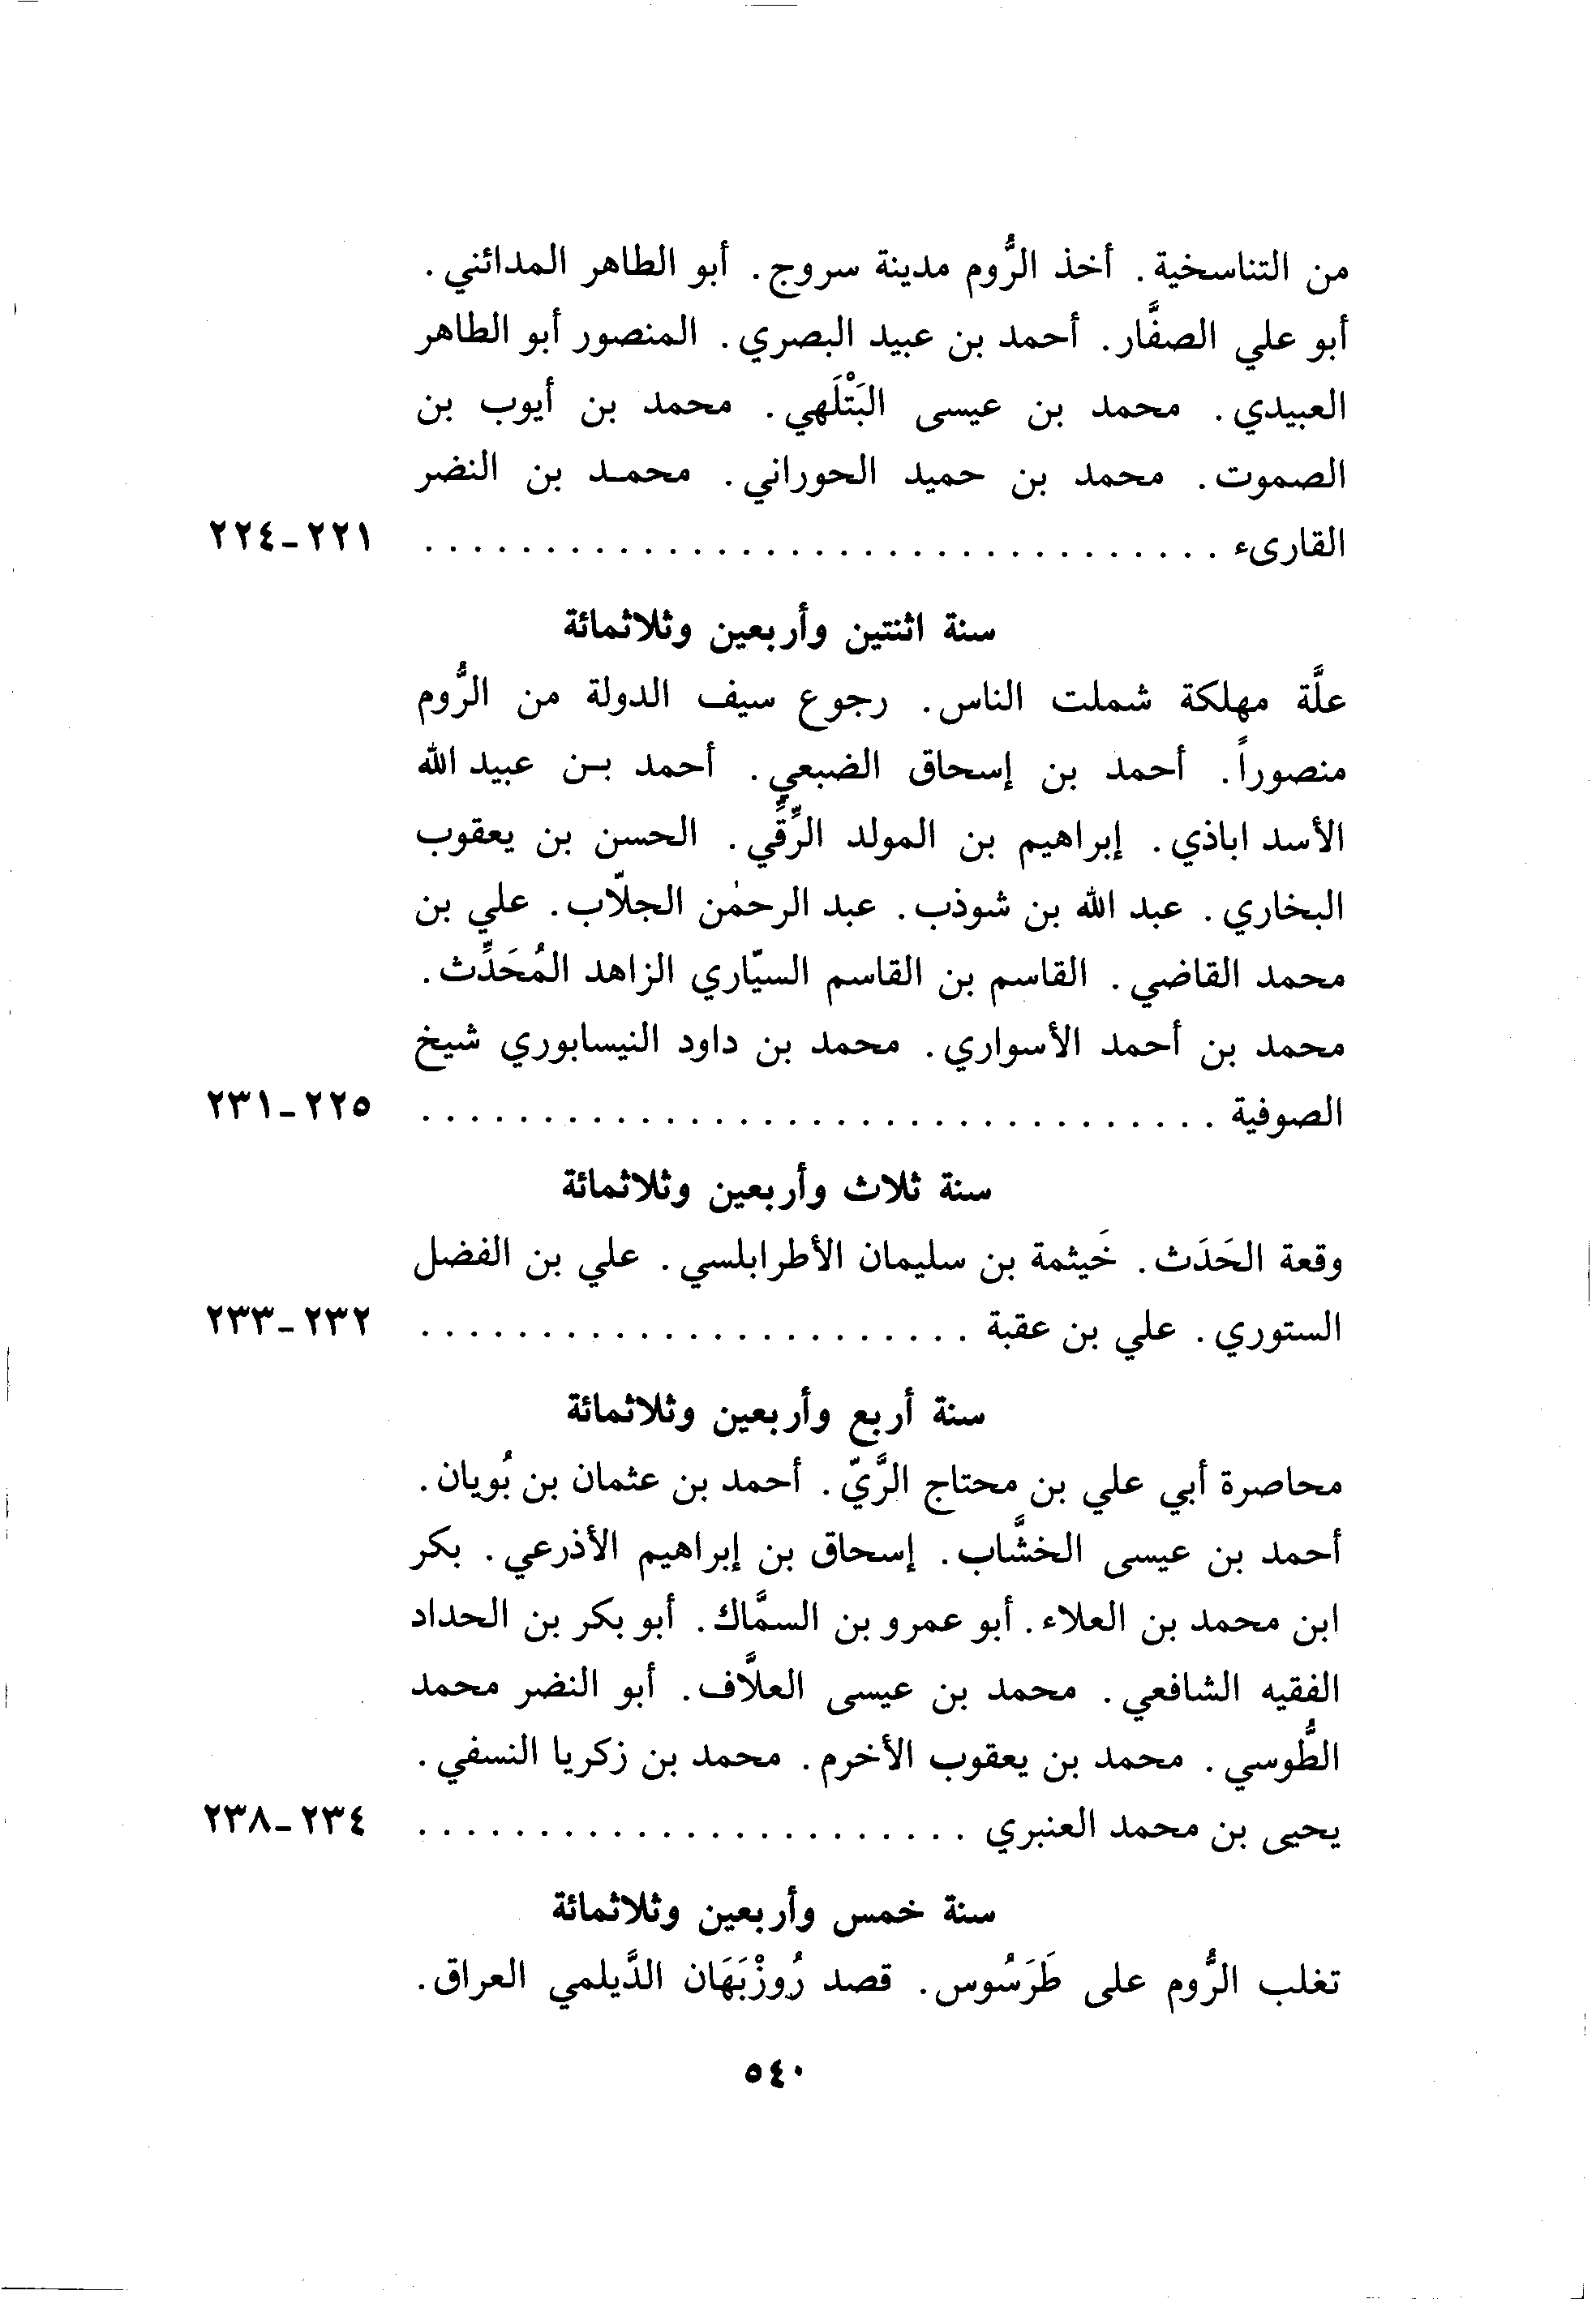 من التناسخية. أخذ الرُّوم مدينة سروج. أبو الطاهر المدائني.
أبو علي الصفَّار. أحمد بن عبيد البصري. المنصور أبو الطاهر
العبيدي. محمد بن عيسى البَتْلَهي. محمد بن أيوب بن
الصموت. محمد بن حميد الحوراني. محمـد بن النضر
القارىء . . . . . . . . . . . . . . . . . . . . . . . . . . . . . . . . . ٢٢١-٢٢٤
سنة اثنتين وأربعين وثلاثمائة
علَّة مهلكة شملت الناس. رجوع سيف الدولة من الرُّوم
منصوراً. أحمد بن إسحاق الضبعي. أحمد بـن عبيد الله
الأسد اباذي. إبراهيم بن المولد الرِّقِّي. الحسن بن يعقوب
البخاري. عبد الله بن شوذب. عبد الرحمٰن الجلّاب. علي بن
محمد القاضي. القاسم بن القاسم السيّاري الزاهد المُحَدِّث.
محمد بن أحمد الأسواري. محمد بن داود النيسابوري شيخ
الصوفية . . . . . . . . . . . . . . . . . . . . . . . . . . . . . . . . . ٢٢٥-٢٣١
سنة ثلاث وأربعين وثلاثمائة
وقعة الحَدَث. خَيثمة بن سليمان الأطرابلسي. علي بن الفضل
الستوري. علي بن عقبة . . . . . . . . . . . . . . . . . . . . . . . ٢٣٢-٢٣٣
سنة أربع وأربعين وثلاثمائة
محاصرة أبي علي بن محتاج الرَّيّ. أحمد بن عثمان بن بُويان.
أحمد بن عيسى الخشَّاب. إسحاق بن إبراهيم الأذرعي. بكر
ابن محمد بن العلاء. أبو عمرو بن السمَّاك. أبو بكر بن الحداد
الفقيه الشافعي. محمد بن عيسى العلاَّف. أبو النضر محمد
الطُّوسي. محمد بن يعقوب الأخرم. محمد بن زكريا النسفي.
يحيى بن محمد العنبري . . . . . . . . . . . . . . . . . . . . . . . ٢٣٤-٢٣٨
سنة خمس وأربعين وثلاثمائة
تغلب الرُّوم على طَرَسُوس. قصد رُوزْبَهَان الدَّيلمي العراق.
٥٤٠